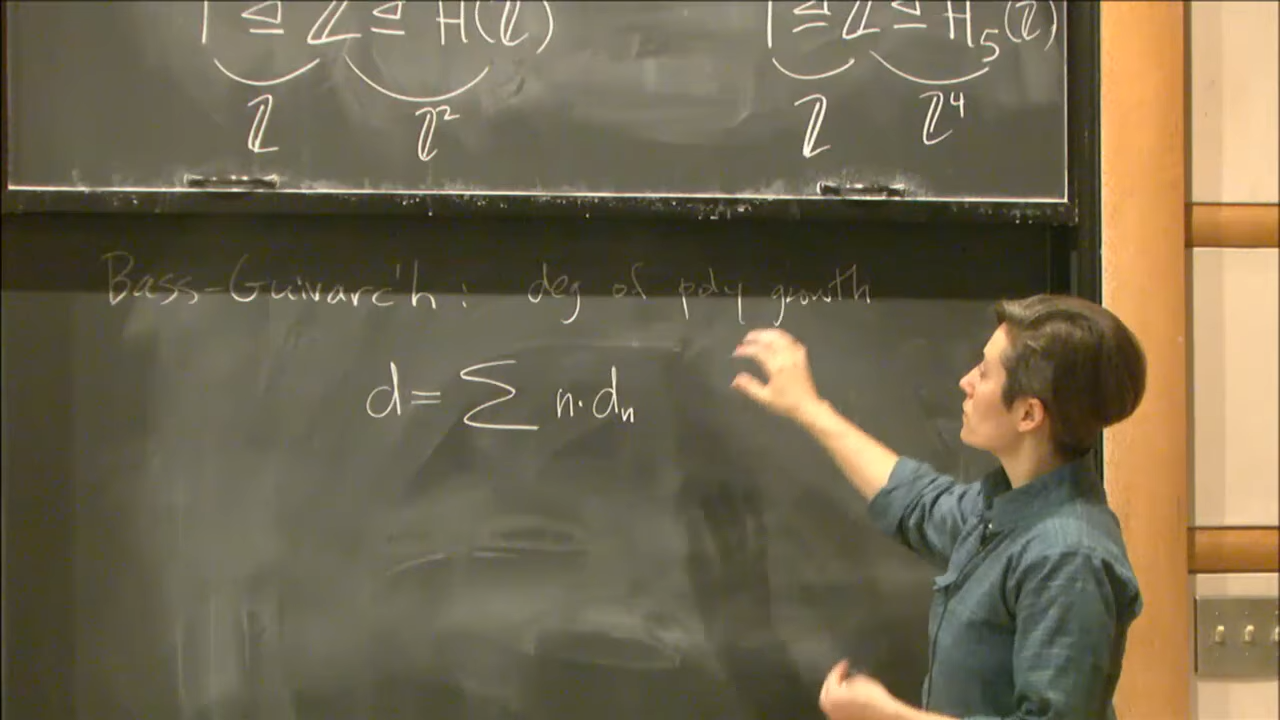 1 ⊴ ℤ ⊴ H(ℤ) 1 ⊴ ℤ ⊴ H₅(ℤ)
ℤ ℤ² ℤ ℤ⁴
Bass-Guivarc'h: deg of poly growth
d = ∑ n·dₙ